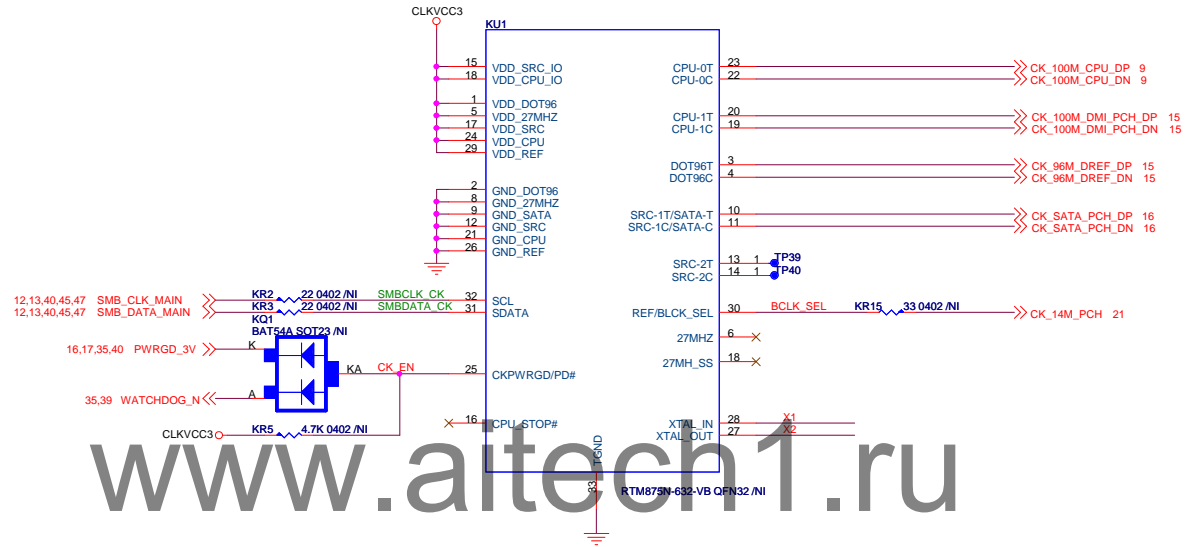 CLKVCC3
KU1
15 VDD_SRC_IO
18 VDD_CPU_IO
1 VDD_DOT96
5 VDD_27MHZ
17 VDD_SRC
24 VDD_CPU
29 VDD_REF
2 GND_DOT96
8 GND_27MHZ
9 GND_SATA
12 GND_SRC
21 GND_CPU
26 GND_REF
CPU-0T 23 CK_100M_CPU_DP 9
CPU-0C 22 CK_100M_CPU_DN 9
CPU-1T 20 CK_100M_DMI_PCH_DP 15
CPU-1C 19 CK_100M_DMI_PCH_DN 15
DOT96T 3 CK_96M_DREF_DP 15
DOT96C 4 CK_96M_DREF_DN 15
SRC-1T/SATA-T 10 CK_SATA_PCH_DP 16
SRC-1C/SATA-C 11 CK_SATA_PCH_DN 16
SRC-2T 13 1 TP39
SRC-2C 14 1 TP40
12,13,40,45,47 SMB_CLK_MAIN KR2 22 0402 /NI SMBCLK_CK 32 SCL
12,13,40,45,47 SMB_DATA_MAIN KR3 22 0402 /NI SMBDATA_CK 31 SDATA
REF/BLCK_SEL 30 BCLK_SEL KR15 33 0402 /NI CK_14M_PCH 21
KQ1
BAT54A SOT23 /NI
27MHZ 6
27MH_SS 18
16,17,35,40 PWRGD_3V K
KA CK_EN 25 CKPWRGD/PD#
35,39 WATCHDOG_N A
16 CPU_STOP#
XTAL_IN 28 X1
XTAL_OUT 27 X2
CLKVCC3 KR5 4.7K 0402 /NI
TGND
33
RTM875N-632-VB QFN32 /NI
www.aitech1.ru